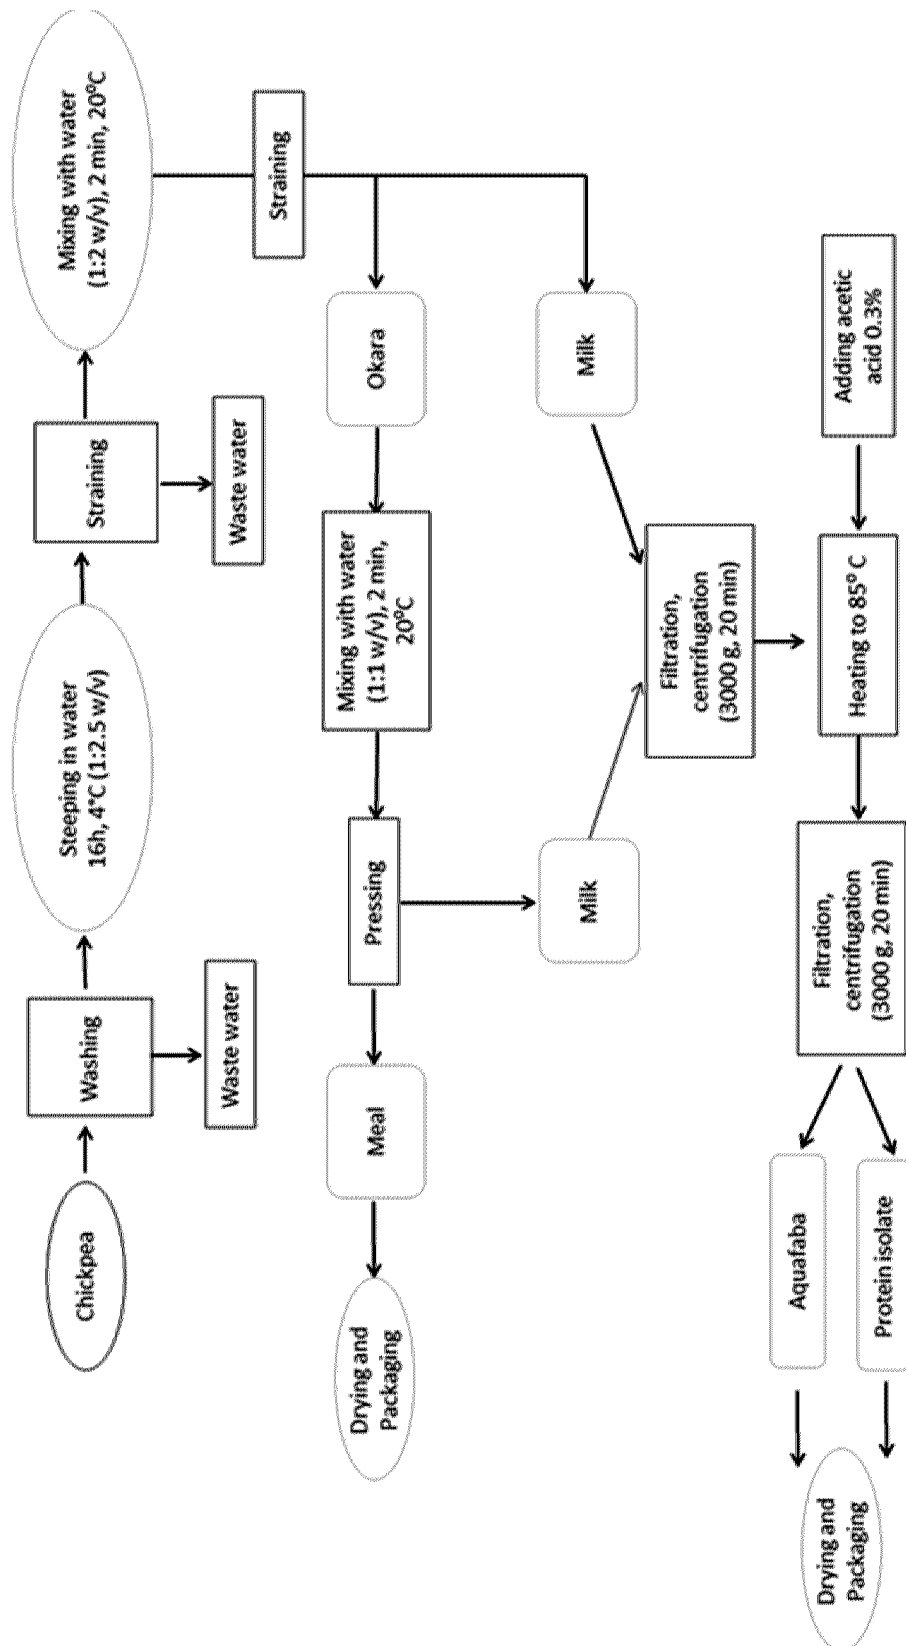 Chickpea
Washing
Waste water
Steeping in water
16h, 4°C (1:2.5 w/v)
Straining
Waste water
Mixing with water
(1:2 w/v), 2 min, 20°C
Straining
Okara
Mixing with water
(1:1 w/v), 2 min,
20°C
Pressing
Meal
Drying and
Packaging
Milk
Milk
Filtration,
centrifugation
(3000 g, 20 min)
Adding acetic
acid 0.3%
Heating to 85° C
Filtration,
centrifugation
(3000 g, 20 min)
Aquafaba
Protein isolate
Drying and
Packaging